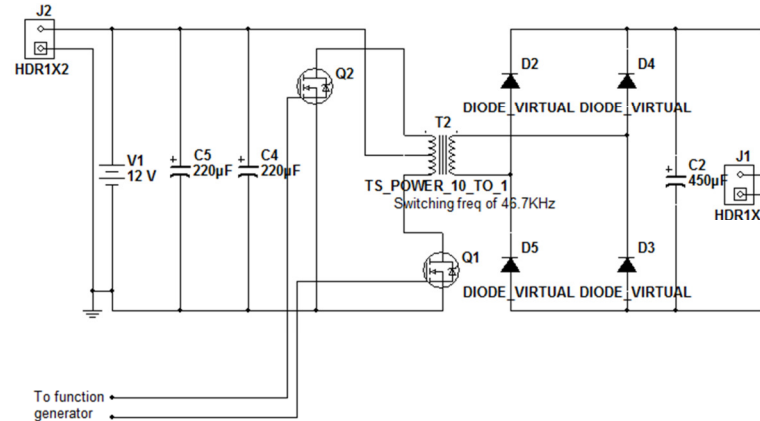 J2
HDR1X2
V1
12 V
C5
220µF
C4
220µF
Q2
T2
TS_POWER_10_TO_1
Switching freq of 46.7KHz
Q1
D2
DIODE_VIRTUAL
D4
DIODE_VIRTUAL
D5
DIODE_VIRTUAL
D3
DIODE_VIRTUAL
C2
450µF
J1
HDR1X
To function
generator